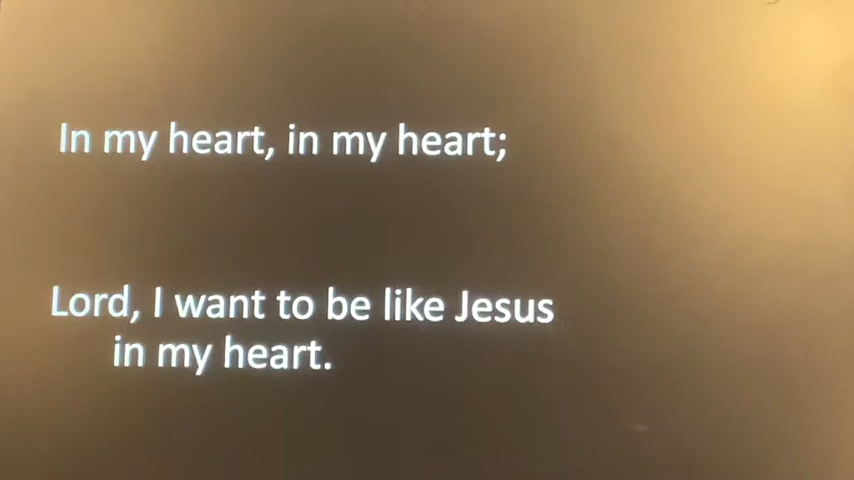 In my heart, in my heart;
Lord, I want to be like Jesus
in my heart.